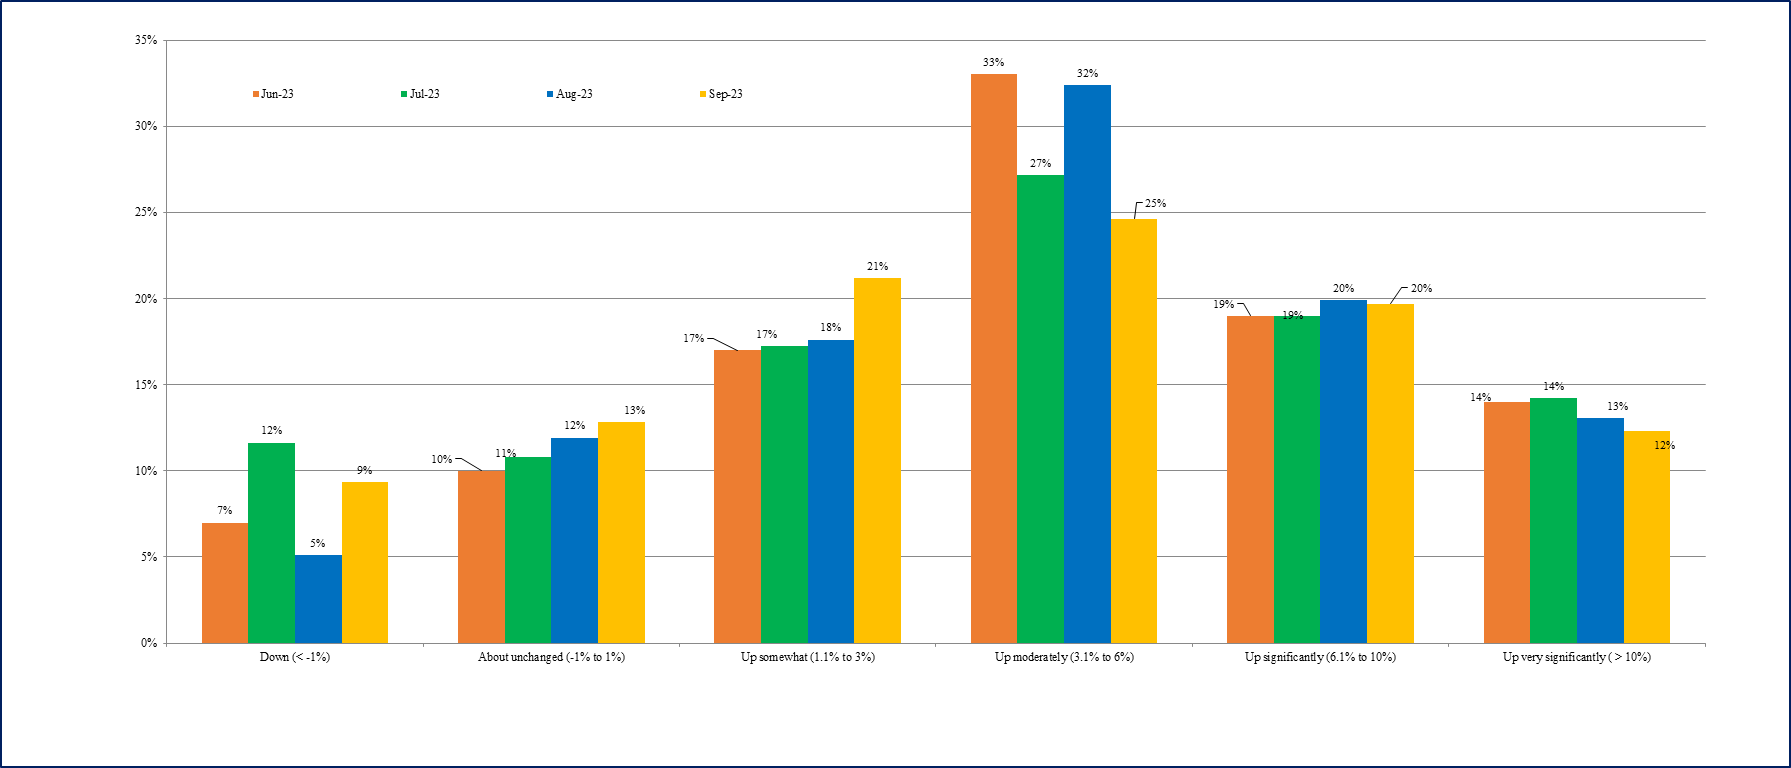 35%
30%
25%
20%
15%
10%
5%
0%
Jun-23 Jul-23 Aug-23 Sep-23
7% 12% 5% 9%
10% 11% 12% 13%
17% 17% 18% 21%
33% 27% 32% 25%
19% 19% 20% 20%
14% 14% 13% 12%
Down (< -1%) About unchanged (-1% to 1%) Up somewhat (1.1% to 3%) Up moderately (3.1% to 6%) Up significantly (6.1% to 10%) Up very significantly ( > 10%)